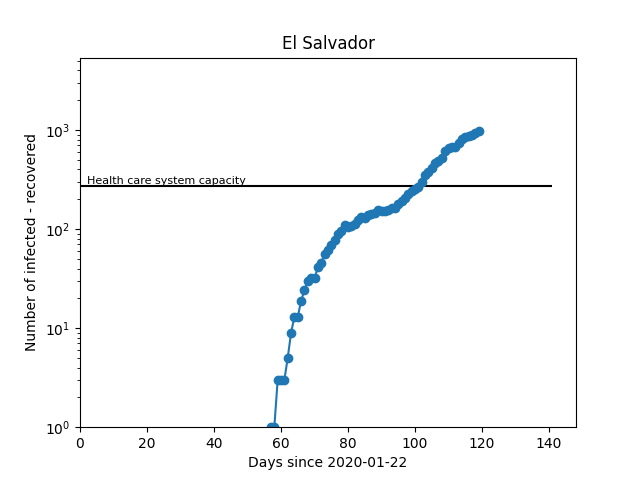 El Salvador
Number of infected - recovered
10³
10²
10¹
10⁰
Health care system capacity
0 20 40 60 80 100 120 140
Days since 2020-01-22